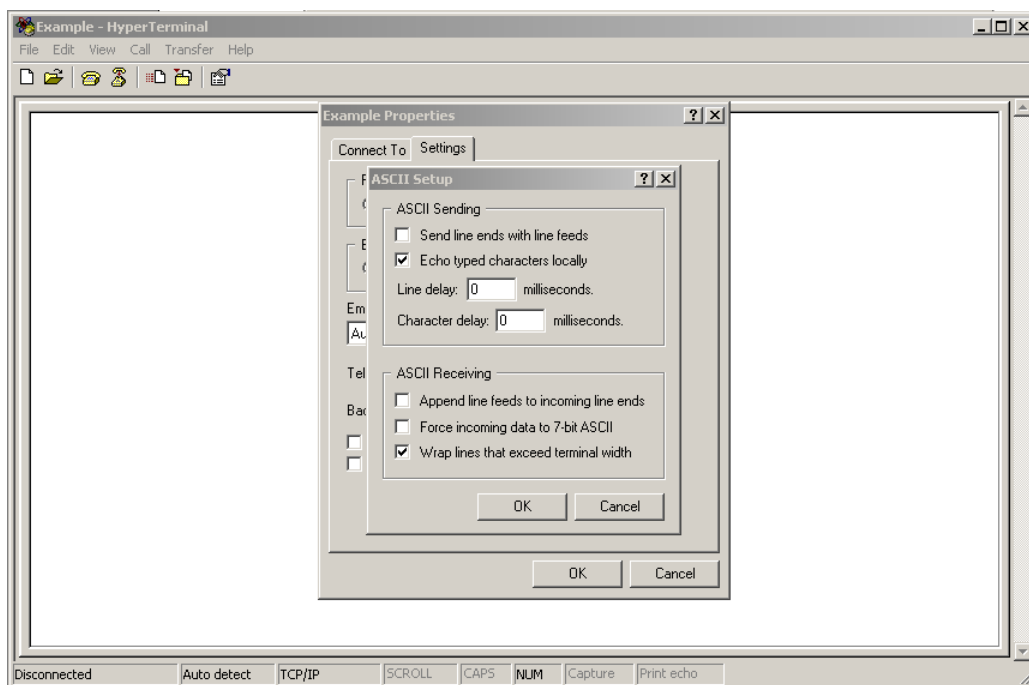 Example - HyperTerminal
File Edit View Call Transfer Help
Example Properties
Connect To Settings
ASCII Setup
ASCII Sending
Send line ends with line feeds
Echo typed characters locally
Line delay: 0 milliseconds.
Character delay: 0 milliseconds.
ASCII Receiving
Append line feeds to incoming line ends
Force incoming data to 7-bit ASCII
Wrap lines that exceed terminal width
OK Cancel
Em
Au
Tel
Bac
OK Cancel
Disconnected Auto detect TCP/IP SCROLL CAPS NUM Capture Print echo